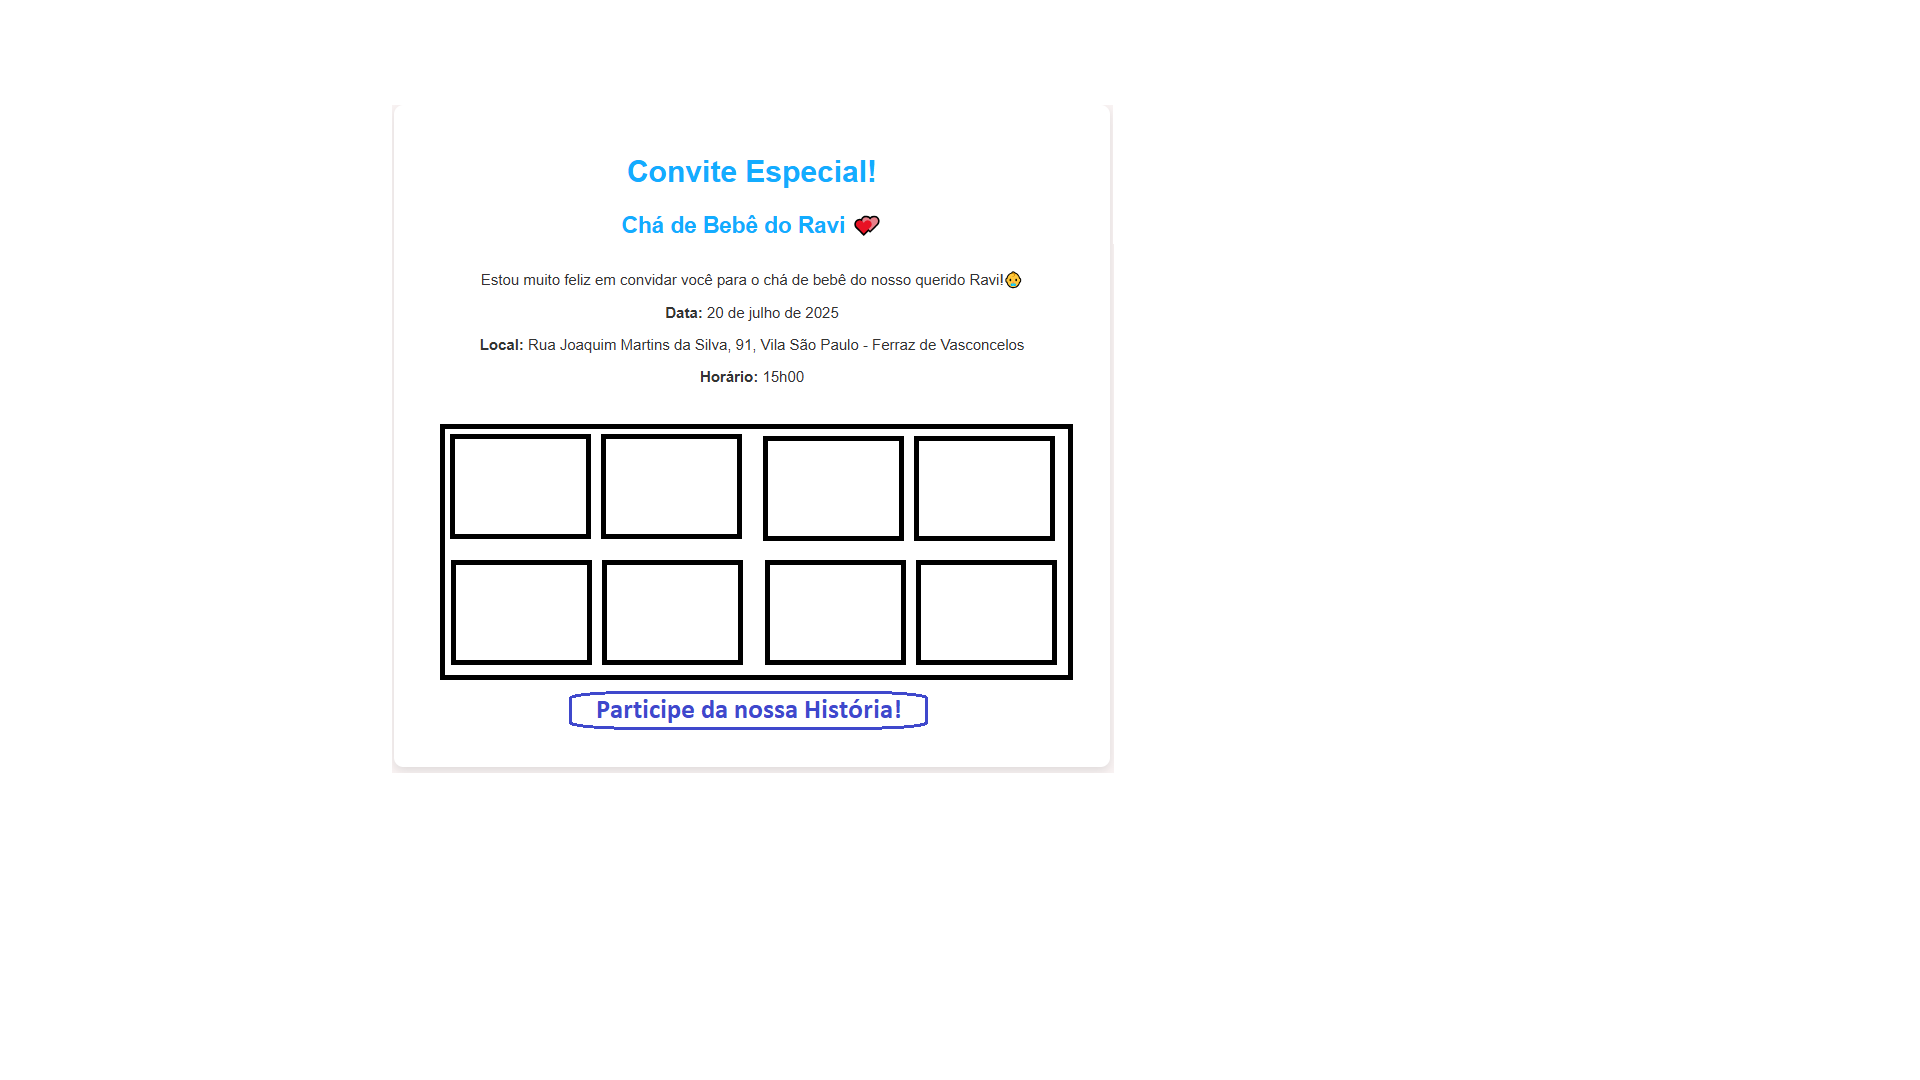 Convite Especial!
Chá de Bebê do Ravi 💕
Estou muito feliz em convidar você para o chá de bebê do nosso querido Ravi!👶
Data: 20 de julho de 2025
Local: Rua Joaquim Martins da Silva, 91, Vila São Paulo - Ferraz de Vasconcelos
Horário: 15h00
Participe da nossa História!